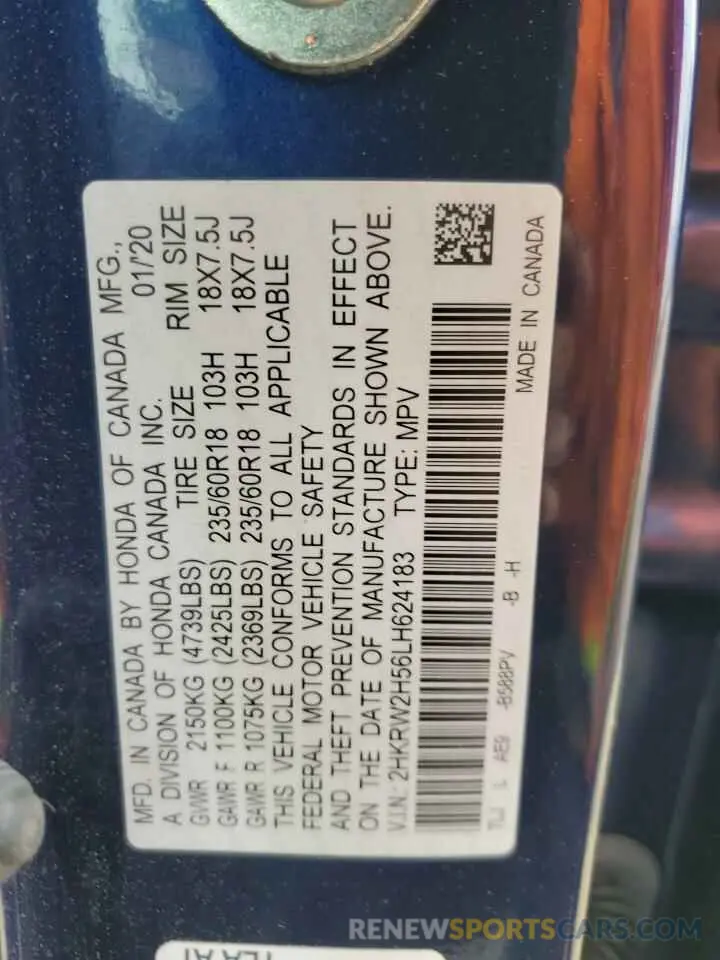 MFD. IN CANADA BY HONDA OF CANADA MFG.,
A DIVISION OF HONDA CANADA INC. 01/'20
GVWR 2150KG (4739LBS) TIRE SIZE RIM SIZE
GAWR F 1100KG (2425LBS) 235/60R18 103H 18X7.5J
GAWR R 1075KG (2369LBS) 235/60R18 103H 18X7.5J
THIS VEHICLE CONFORMS TO ALL APPLICABLE
FEDERAL MOTOR VEHICLE SAFETY
AND THEFT PREVENTION STANDARDS IN EFFECT
ON THE DATE OF MANUFACTURE SHOWN ABOVE.
V.I.N.: 2HKRW2H56LH624183 TYPE: MPV
AE9 -B588PV -B -H
MADE IN CANADA
RENEWSPORTSCARS.COM